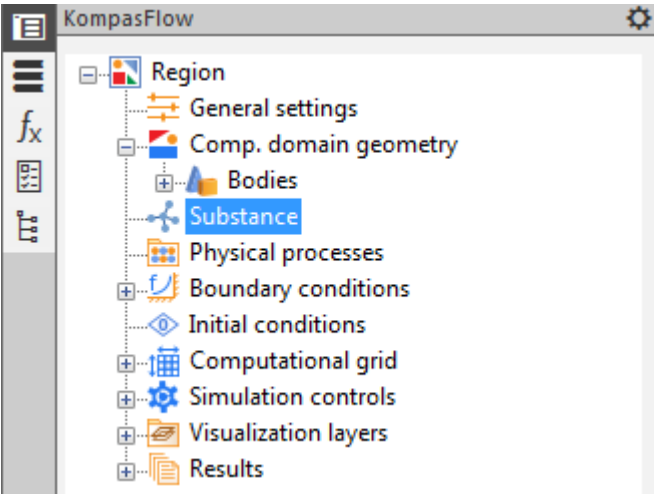 KompasFlow
Region
General settings
fx
Comp. domain geometry
Bodies
Substance
Physical processes
Boundary conditions
Initial conditions
Computational grid
Simulation controls
Visualization layers
Results